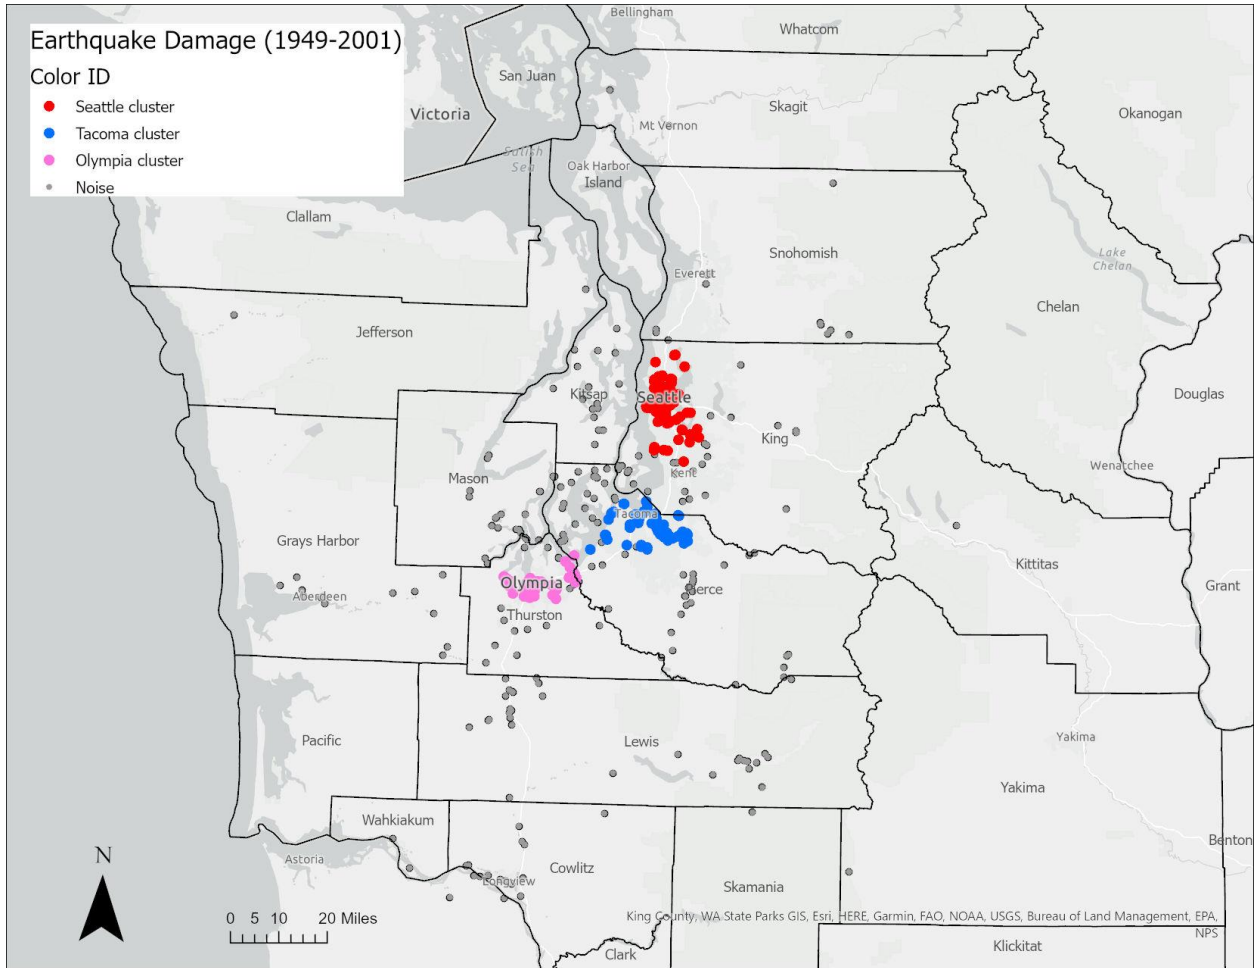 Earthquake Damage (1949-2001)
Color ID
Seattle cluster
Tacoma cluster
Olympia cluster
Noise
Bellingham
Whatcom
San Juan
Victoria
Skagit
Okanogan
Mt Vernon
Salish
Sea
Oak Harbor
Island
Clallam
Snohomish
Everett
Lake
Chelan
Chelan
Jefferson
Kitsap
Seattle
Douglas
King
Mason
Kent
Wenatchee
Tacoma
Grays Harbor
Kittitas
Olympia
Pierce
Grant
Aberdeen
Thurston
Pacific
Lewis
Yakima
Yakima
Wahkiakum
Benton
Astoria
Cowlitz
Longview
Skamania
N
0 5 10 20 Miles
King County, WA State Parks GIS, Esri, HERE, Garmin, FAO, NOAA, USGS, Bureau of Land Management, EPA,
NPS
Clark
Klickitat